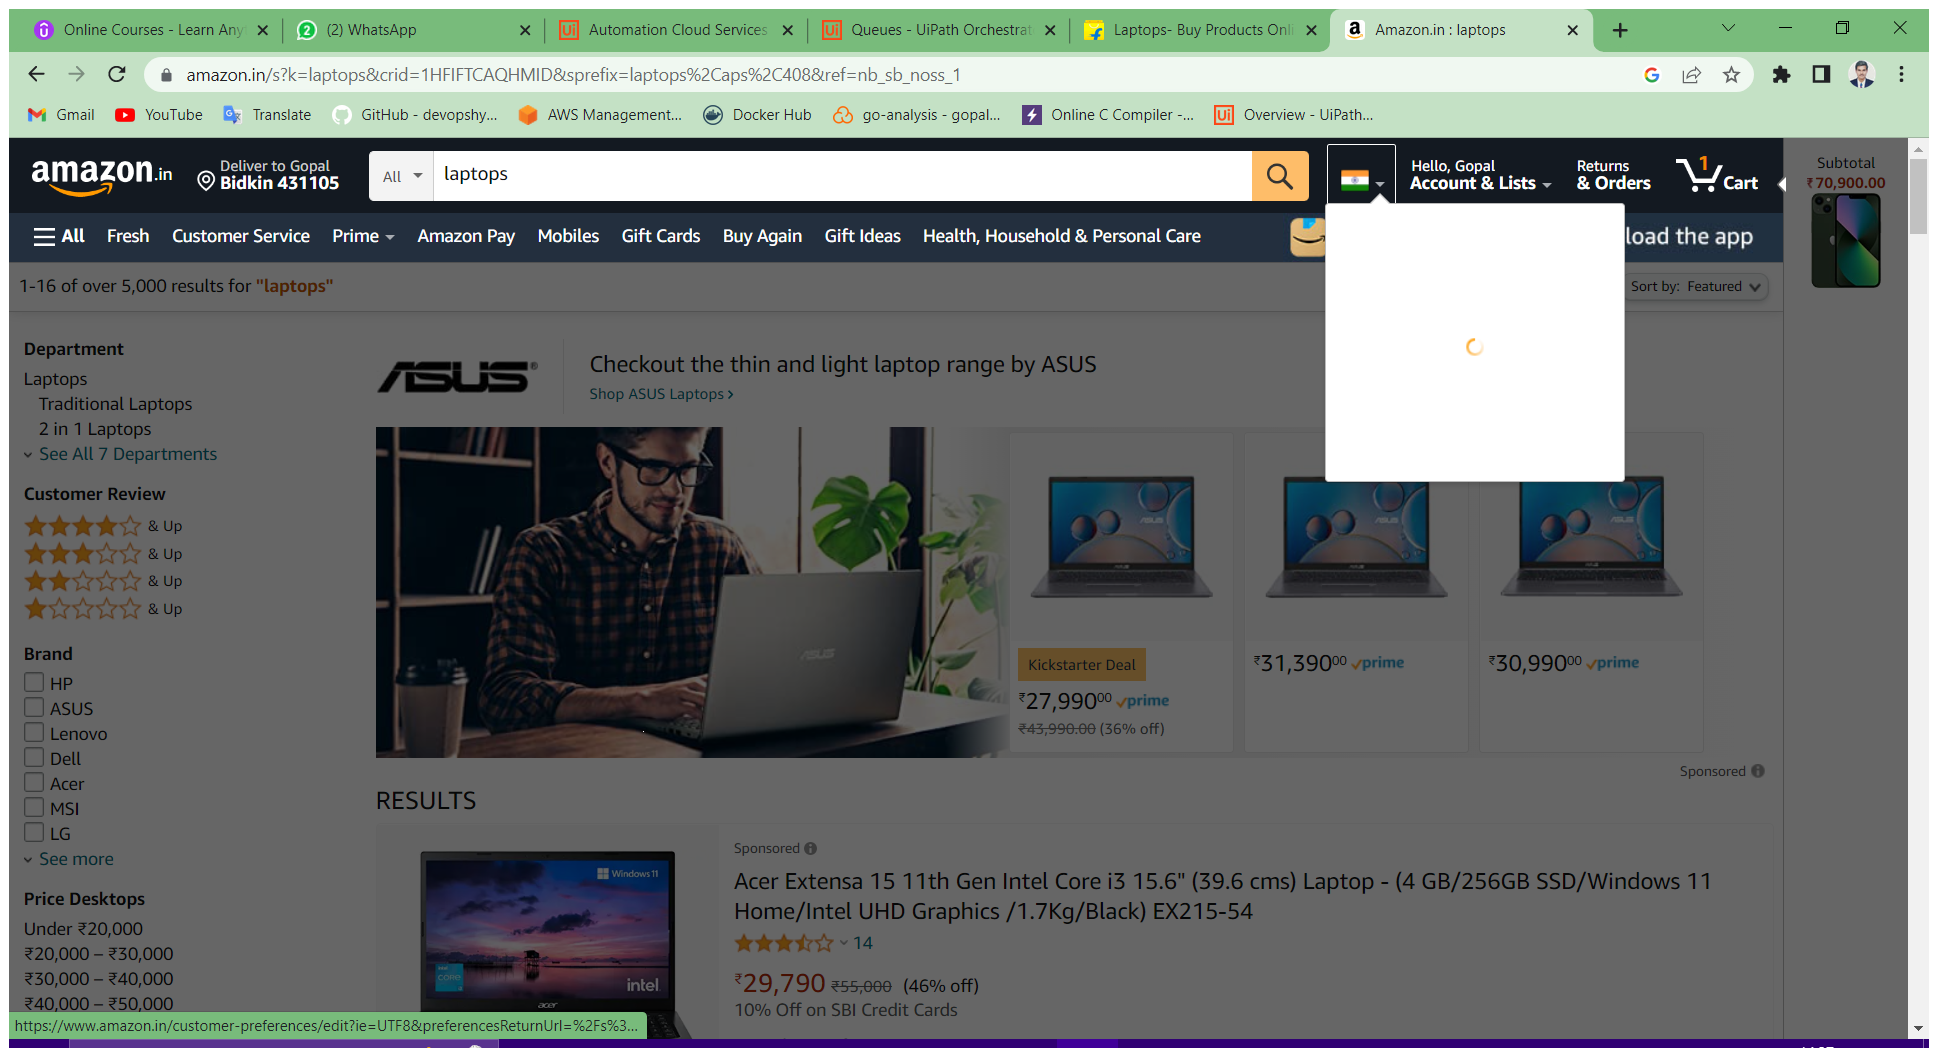 Online Courses - Learn Any
(2) WhatsApp
Automation Cloud Services
Queues - UiPath Orchestrat
Laptops- Buy Products Onli
Amazon.in : laptops
amazon.in/s?k=laptops&crid=1HFIFTCAQHMID&sprefix=laptops%2Caps%2C408&ref=nb_sb_noss_1
Gmail YouTube Translate GitHub - devopshy... AWS Management... Docker Hub go-analysis - gopal... Online C Compiler -... Overview - UiPath...
amazon.in
Deliver to Gopal
Bidkin 431105
All
laptops
Hello, Gopal
Account & Lists
Returns
& Orders
1
Cart
Subtotal
₹70,900.00
All Fresh Customer Service Prime Amazon Pay Mobiles Gift Cards Buy Again Gift Ideas Health, Household & Personal Care
load the app
1-16 of over 5,000 results for "laptops"
Sort by: Featured
Department
Laptops
Traditional Laptops
2 in 1 Laptops
See All 7 Departments
Customer Review
& Up
& Up
& Up
& Up
Brand
HP
ASUS
Lenovo
Dell
Acer
MSI
LG
See more
Price Desktops
Under ₹20,000
₹20,000 – ₹30,000
₹30,000 – ₹40,000
₹40,000 – ₹50,000
https://www.amazon.in/customer-preferences/edit?ie=UTF8&preferencesReturnUrl=%2Fs%3...
ASUS
Checkout the thin and light laptop range by ASUS
Shop ASUS Laptops ›
ASUS
Kickstarter Deal
₹27,99000 prime
₹43,990.00 (36% off)
₹31,39000 prime
₹30,99000 prime
Sponsored
RESULTS
Windows 11
intel
core
intel
acer
Sponsored
Acer Extensa 15 11th Gen Intel Core i3 15.6" (39.6 cms) Laptop - (4 GB/256GB SSD/Windows 11
Home/Intel UHD Graphics /1.7Kg/Black) EX215-54
14
₹29,790 ₹55,000 (46% off)
10% Off on SBI Credit Cards